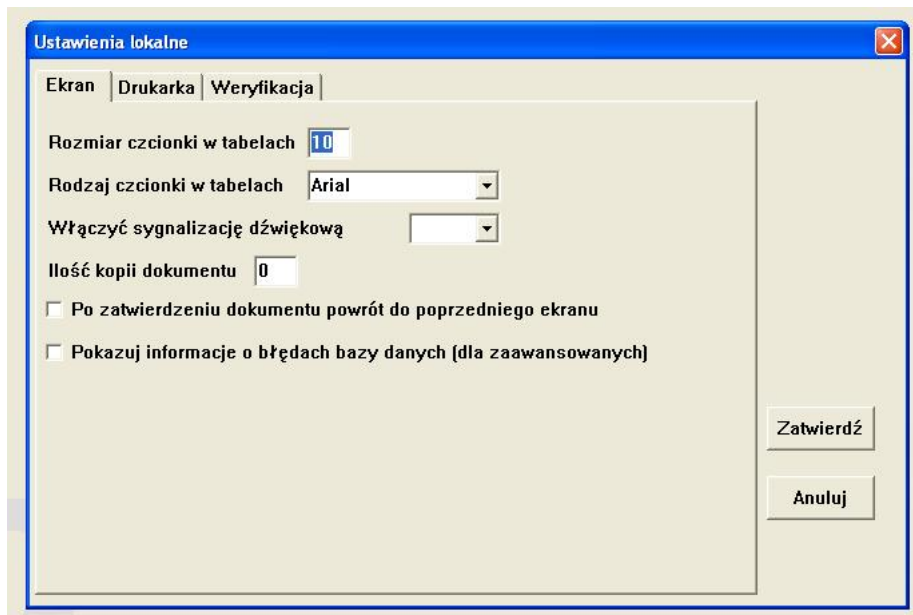 Ustawienia lokalne
Ekran Drukarka Weryfikacja
Rozmiar czcionki w tabelach 10
Rodzaj czcionki w tabelach Arial
Włączyć sygnalizację dźwiękową
Ilość kopii dokumentu 0
Po zatwierdzeniu dokumentu powrót do poprzedniego ekranu
Pokazuj informacje o błędach bazy danych (dla zaawansowanych)
Zatwierdź
Anuluj